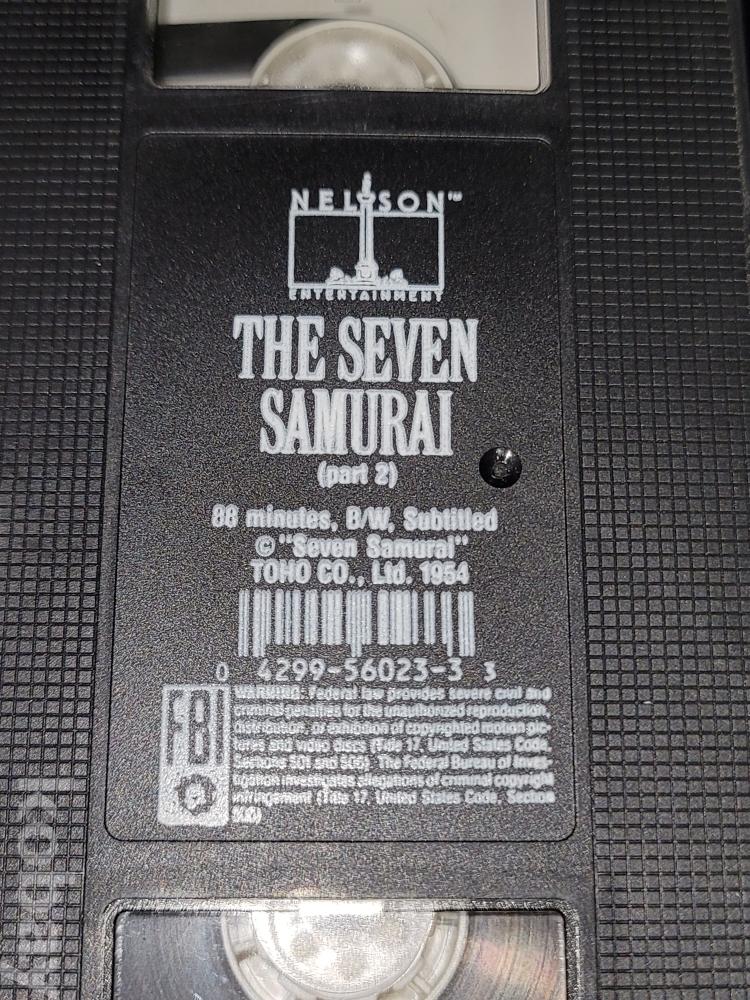 NELSON™
ENTERTAINMENT
THE SEVEN
SAMURAI
(part 2)
88 minutes, B/W, Subtitled
© "Seven Samurai"
TOHO CO., Ltd. 1954
0 4299-56023-3 3
FBI
WARNING: Federal law provides severe civil and
criminal penalties for the unauthorized reproduction,
distribution, or exhibition of copyrighted motion pic-
tures and video discs (Title 17, United States Code,
Sections 501 and 506). The Federal Bureau of Inves-
tigation investigates allegations of criminal copyright
infringement (Title 17, United States Code, Section